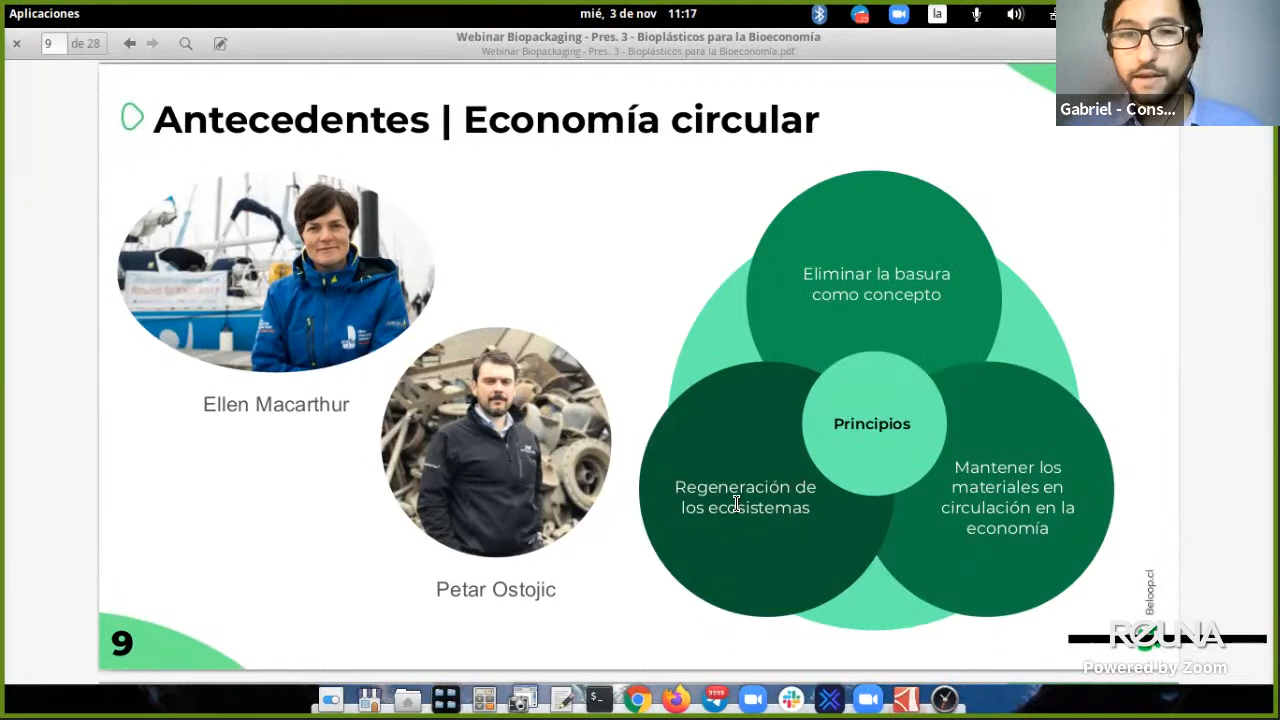 Aplicaciones
mié, 3 de nov 11:17
la
9 de 28
Webinar Biopackaging - Pres. 3 - Bioplásticos para la Bioeconomía
Webinar Biopackaging - Pres. 3 - Bioplásticos para la Bioeconomía.pdf
Gabriel - Cons...
Antecedentes | Economía circular
Eliminar la basura
como concepto
Ellen Macarthur
Principios
Regeneración de
los ecosistemas
Mantener los
materiales en
circulación en la
economía
Petar Ostojic
Beloop.cl
9
REUNA
Powered by Zoom